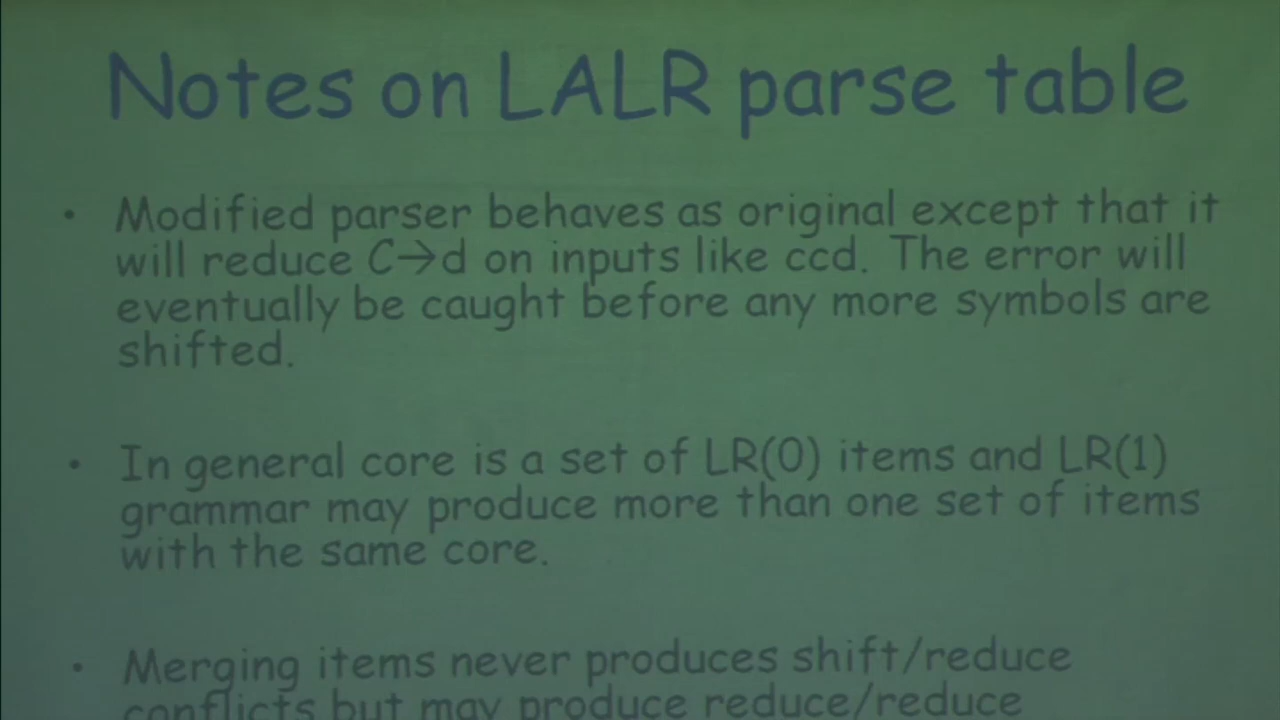 Notes on LALR parse table
• Modified parser behaves as original except that it
will reduce C→d on inputs like ccd. The error will
eventually be caught before any more symbols are
shifted.
• In general core is a set of LR(0) items and LR(1)
grammar may produce more than one set of items
with the same core.
• Merging items never produces shift/reduce
conflicts but may produce reduce/reduce